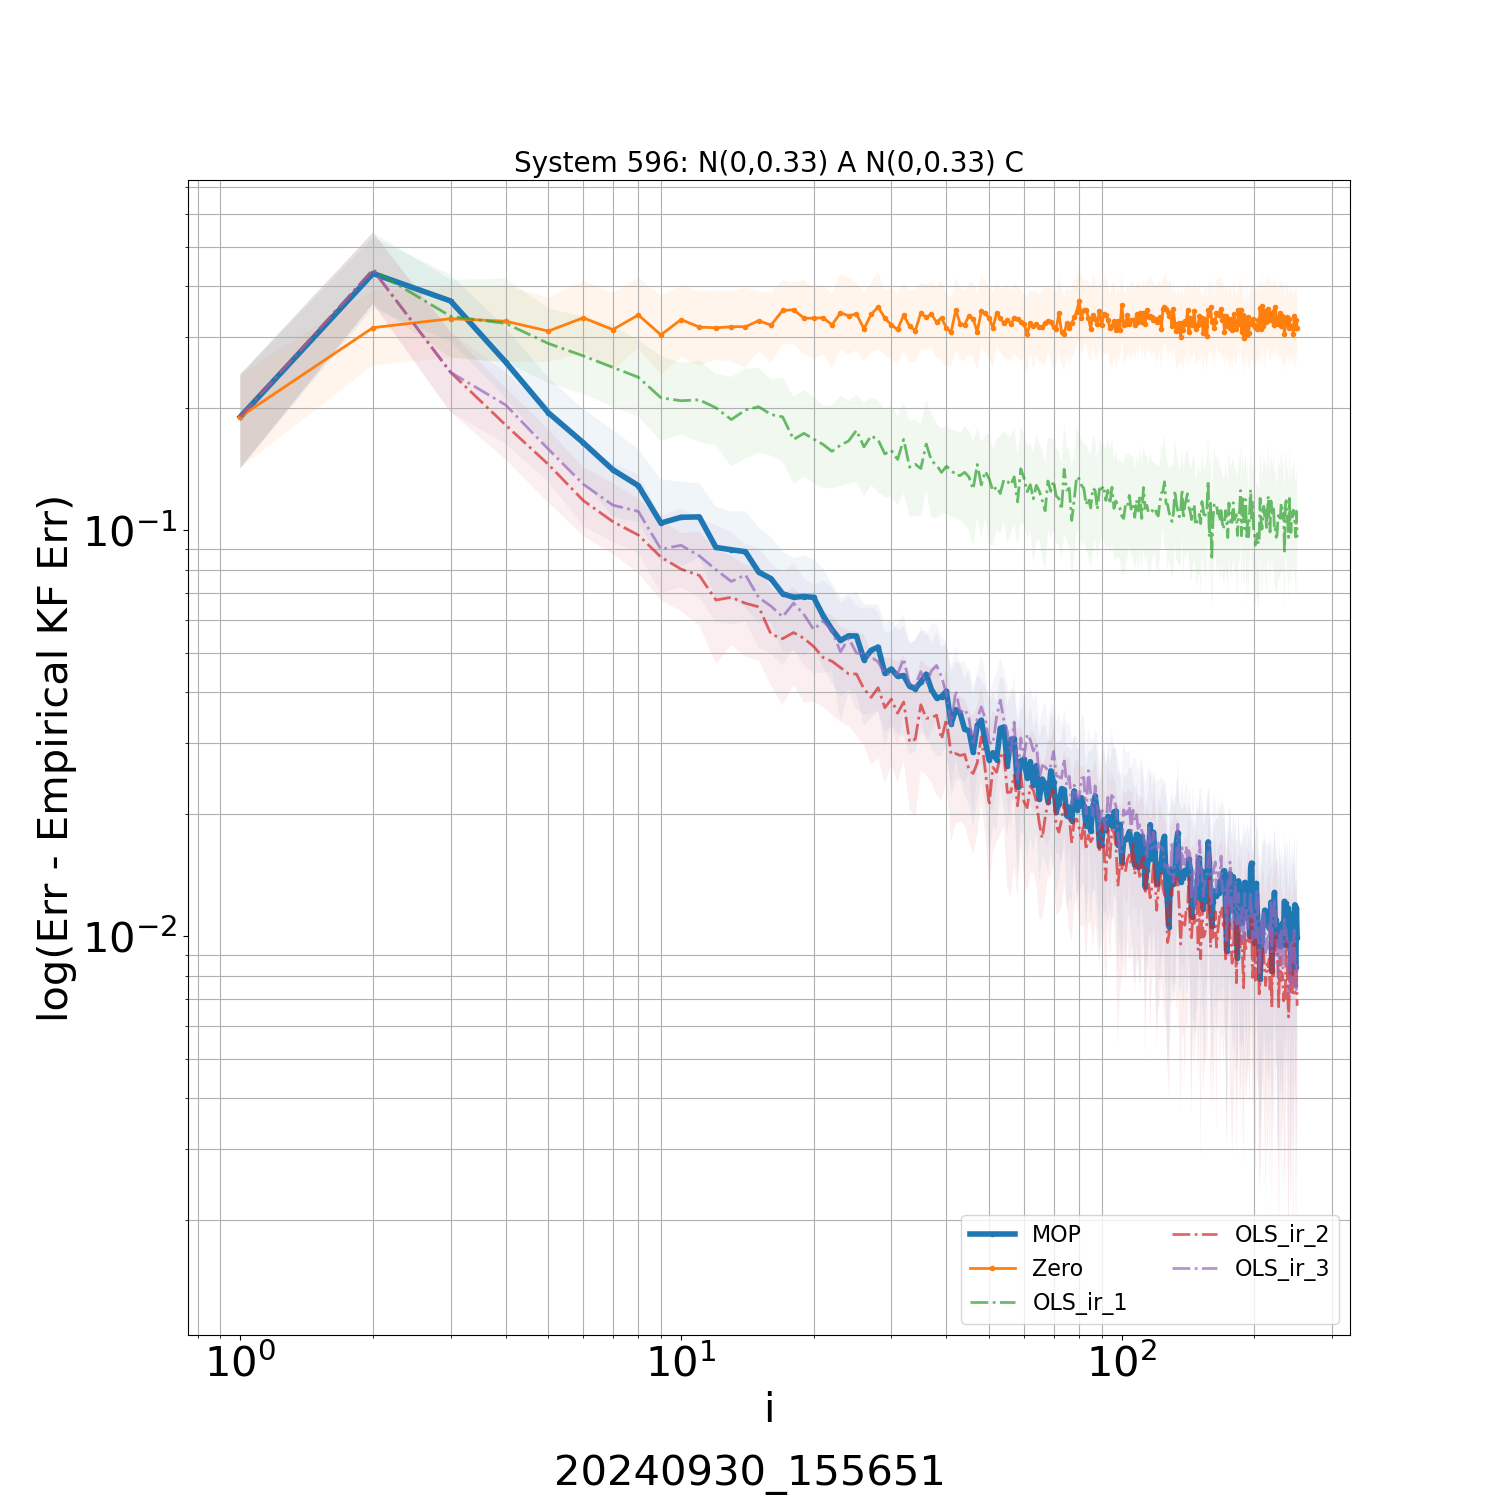 System 596: N(0,0.33) A N(0,0.33) C
log(Err - Empirical KF Err)
10⁻¹
10⁻²
MOP
Zero
OLS_ir_1
OLS_ir_2
OLS_ir_3
10⁰
10¹
10²
i
20240930_155651